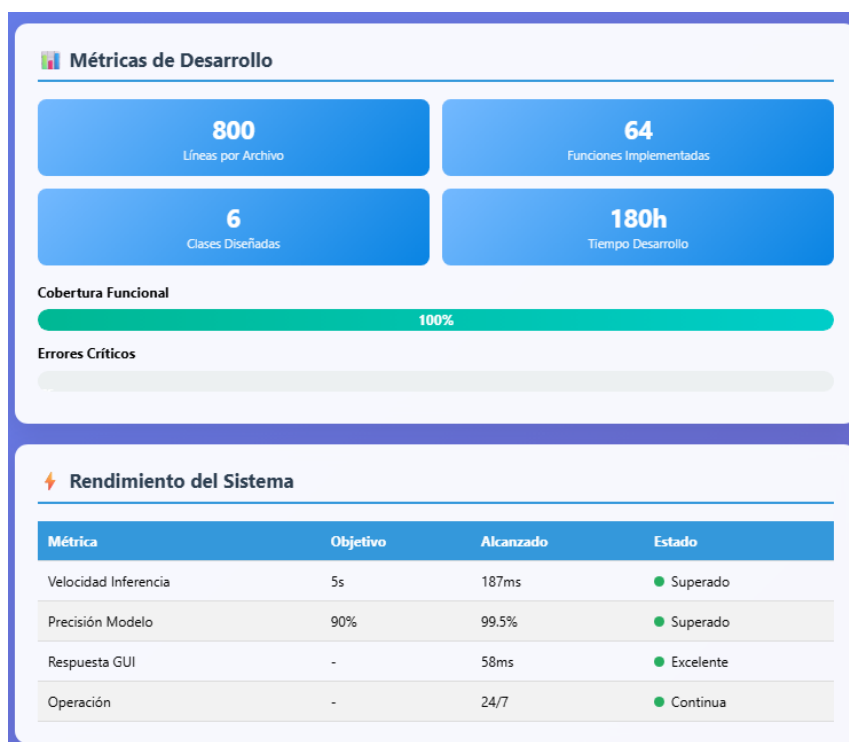 Métricas de Desarrollo
800
Líneas por Archivo
64
Funciones Implementadas
6
Clases Diseñadas
180h
Tiempo Desarrollo
Cobertura Funcional
100%
Errores Críticos
Rendimiento del Sistema
Métrica Objetivo Alcanzado Estado
Velocidad Inferencia 5s 187ms Superado
Precisión Modelo 90% 99.5% Superado
Respuesta GUI - 58ms Excelente
Operación - 24/7 Continua